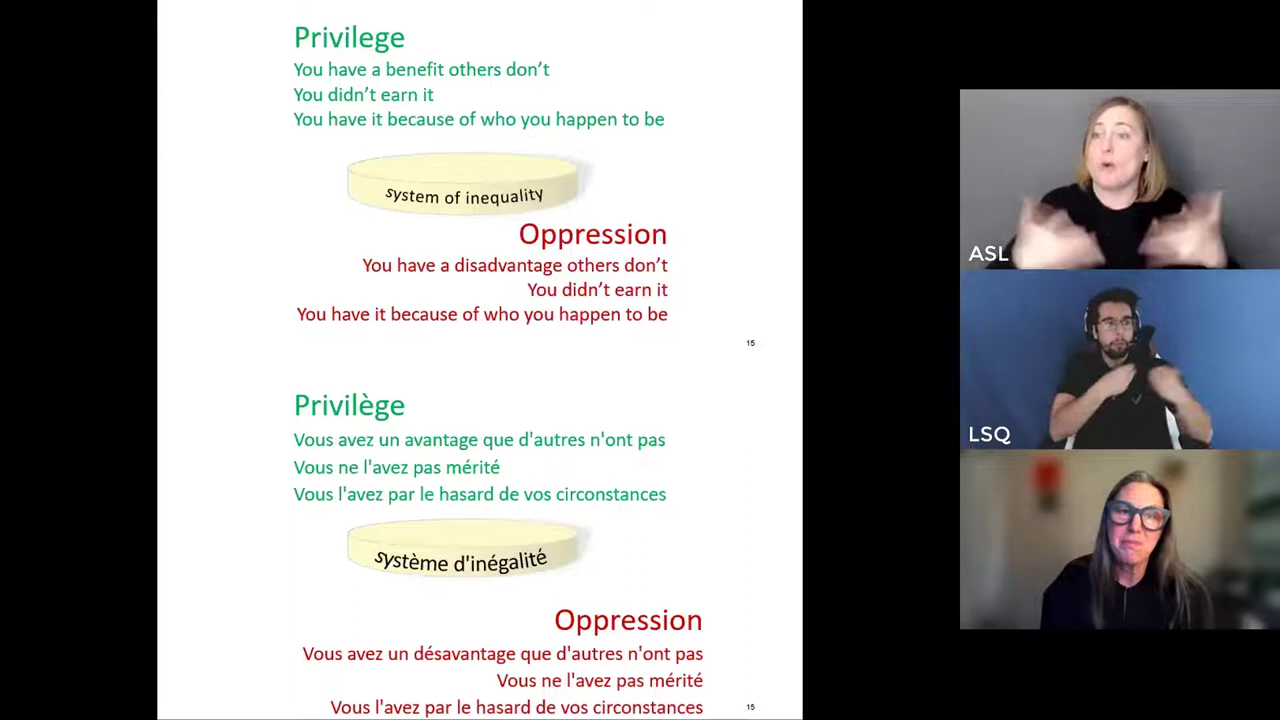 Privilege
You have a benefit others don’t
You didn’t earn it
You have it because of who you happen to be
system of inequality
Oppression
You have a disadvantage others don’t
You didn’t earn it
You have it because of who you happen to be
15
Privilège
Vous avez un avantage que d'autres n'ont pas
Vous ne l'avez pas mérité
Vous l'avez par le hasard de vos circonstances
système d'inégalité
Oppression
Vous avez un désavantage que d'autres n'ont pas
Vous ne l'avez pas mérité
Vous l'avez par le hasard de vos circonstances
15
ASL
LSQ